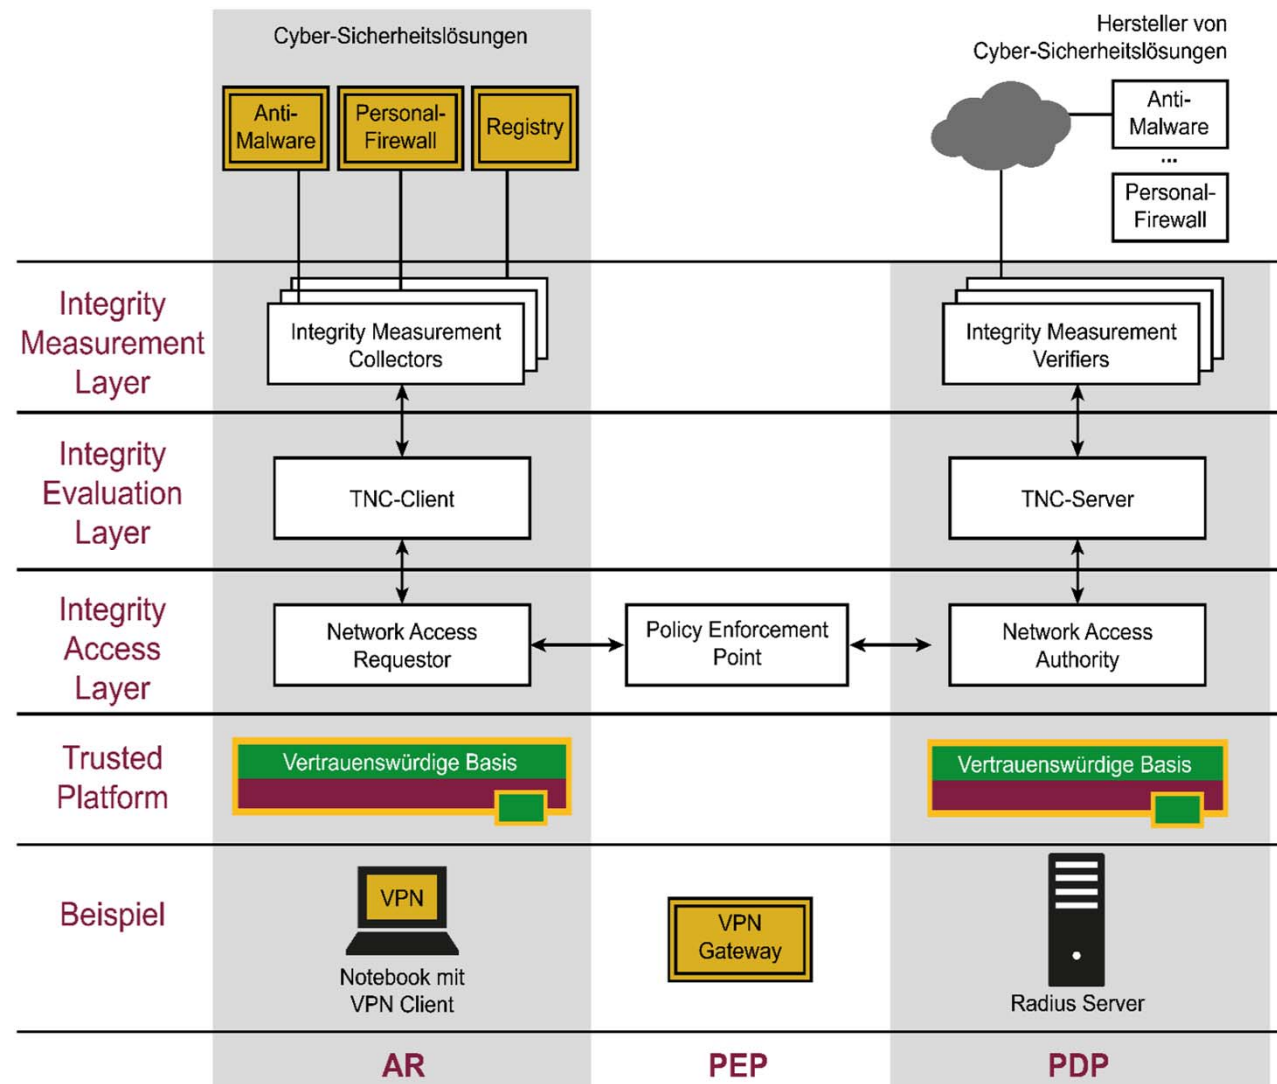 Cyber-Sicherheitslösungen
Hersteller von
Cyber-Sicherheitslösungen
Anti-
Malware
Personal-
Firewall
Registry
Anti-
Malware
...
Personal-
Firewall
Integrity
Measurement
Layer
Integrity Measurement
Collectors
Integrity Measurement
Verifiers
Integrity
Evaluation
Layer
TNC-Client
TNC-Server
Integrity
Access
Layer
Network Access
Requestor
Policy Enforcement
Point
Network Access
Authority
Trusted
Platform
Vertrauenswürdige Basis
Vertrauenswürdige Basis
Beispiel
VPN
Notebook mit
VPN Client
VPN
Gateway
Radius Server
AR
PEP
PDP